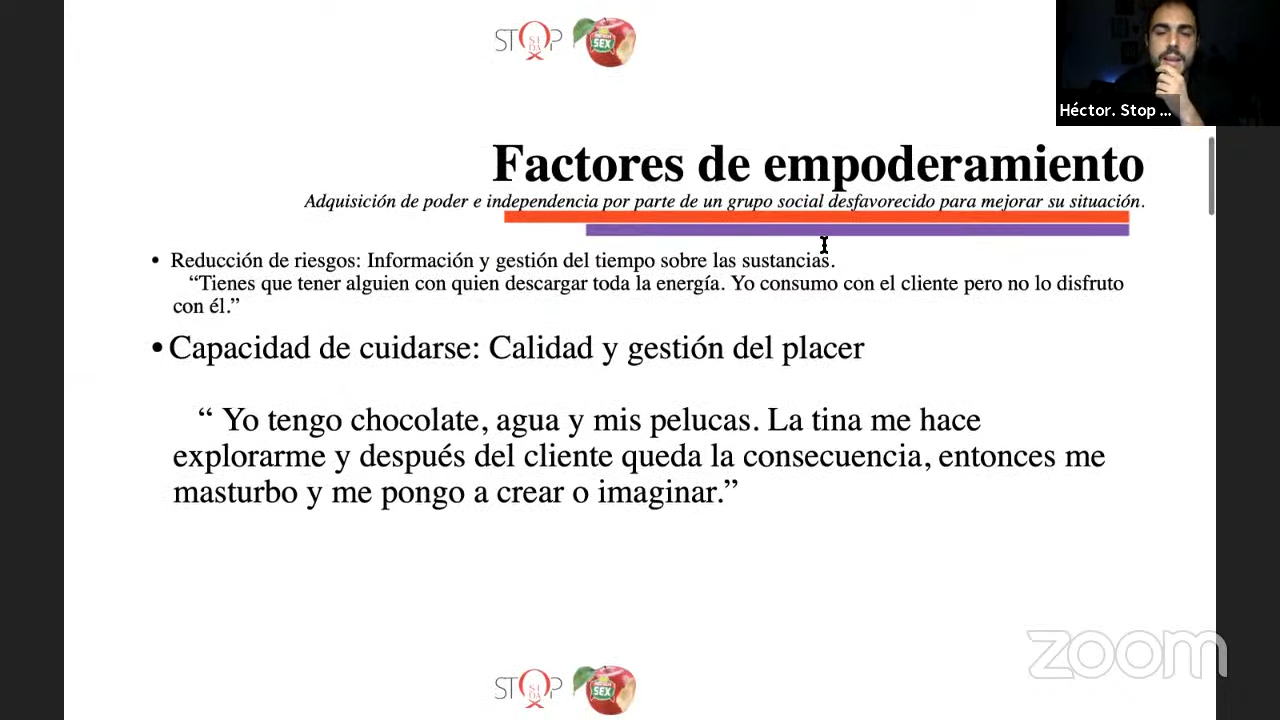 STOP
SIDA
SEX
Héctor. Stop ...
Factores de empoderamiento
Adquisición de poder e independencia por parte de un grupo social desfavorecido para mejorar su situación.
• Reducción de riesgos: Información y gestión del tiempo sobre las sustancias.
“Tienes que tener alguien con quien descargar toda la energía. Yo consumo con el cliente pero no lo disfruto
con él.”
• Capacidad de cuidarse: Calidad y gestión del placer
“ Yo tengo chocolate, agua y mis pelucas. La tina me hace
explorarme y después del cliente queda la consecuencia, entonces me
masturbo y me pongo a crear o imaginar.”
zoom
STOP
SIDA
SEX